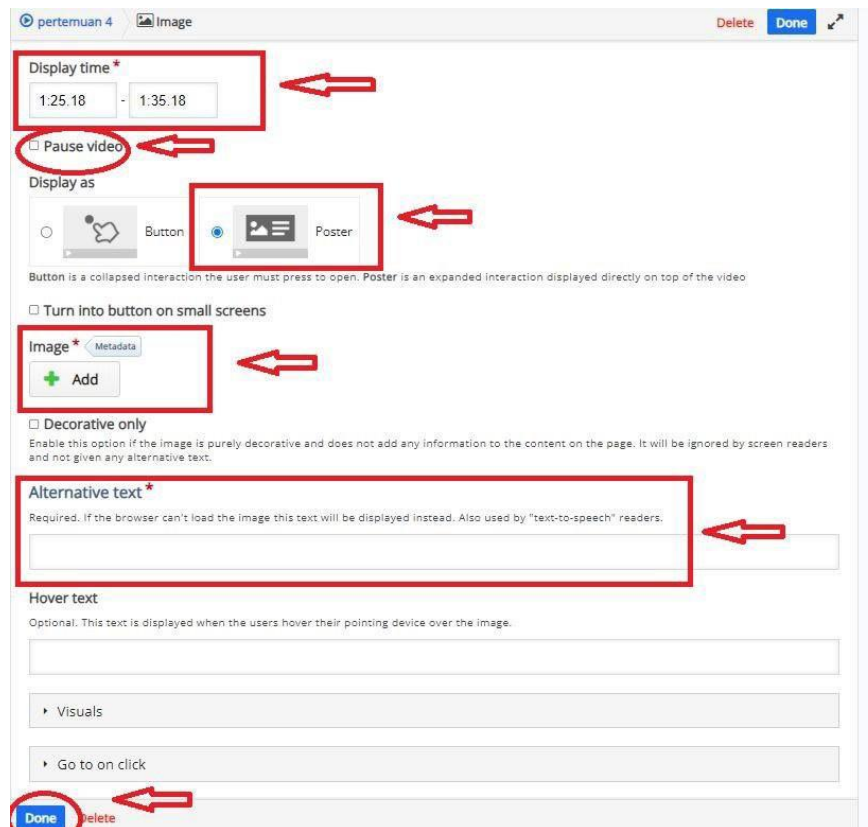 pertemuan 4 Image Delete Done
Display time *
1:25.18 - 1:35.18
Pause video
Display as
Button Poster
Button is a collapsed interaction the user must press to open. Poster is an expanded interaction displayed directly on top of the video
Turn into button on small screens
Image * Metadata
Add
Decorative only
Enable this option if the image is purely decorative and does not add any information to the content on the page. It will be ignored by screen readers
and not given any alternative text.
Alternative text *
Required. If the browser can't load the image this text will be displayed instead. Also used by "text-to-speech" readers.
Hover text
Optional. This text is displayed when the users hover their pointing device over the image.
Visuals
Go to on click
Done Delete